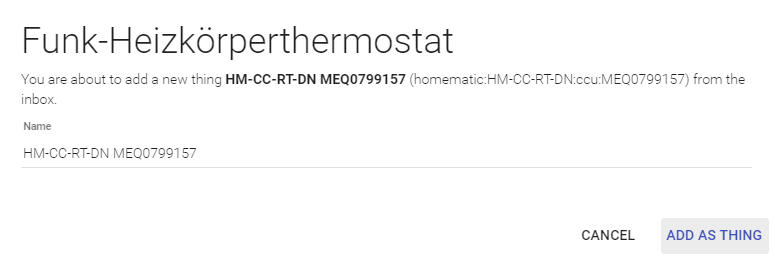 Funk-Heizkörperthermostat
You are about to add a new thing HM-CC-RT-DN MEQ0799157 (homematic:HM-CC-RT-DN:ccu:MEQ0799157) from the
inbox.
Name
HM-CC-RT-DN MEQ0799157
CANCEL ADD AS THING